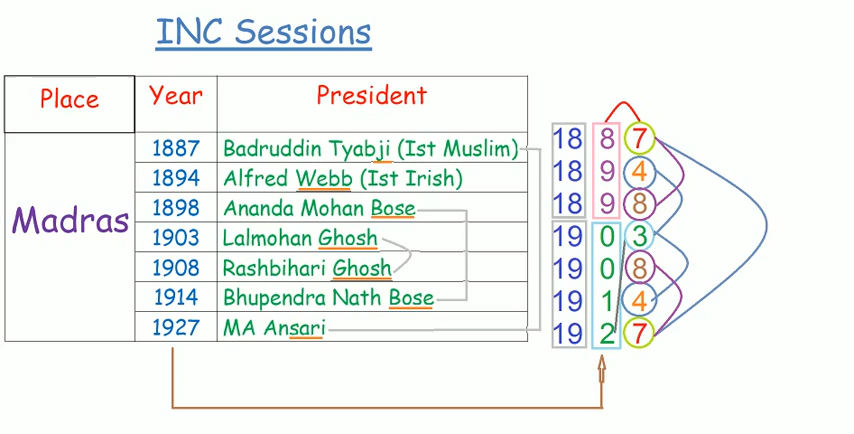 INC Sessions
Place Year President
Madras
1887 Badruddin Tyabji (Ist Muslim) 18 8 7
1894 Alfred Webb (Ist Irish) 18 9 4
1898 Ananda Mohan Bose 18 9 8
1903 Lalmohan Ghosh 19 0 3
1908 Rashbihari Ghosh 19 0 8
1914 Bhupendra Nath Bose 19 1 4
1927 MA Ansari 19 2 7